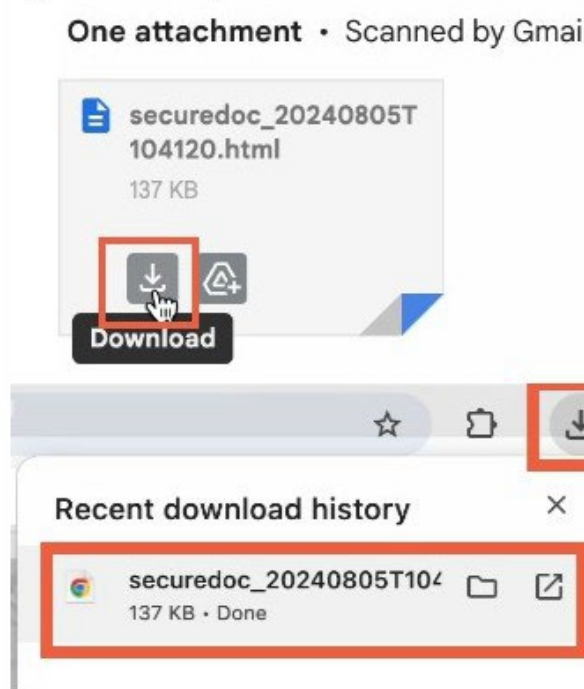 One attachment • Scanned by Gmai
securedoc_20240805T
104120.html
137 KB
Download
Recent download history
securedoc_20240805T104
137 KB • Done